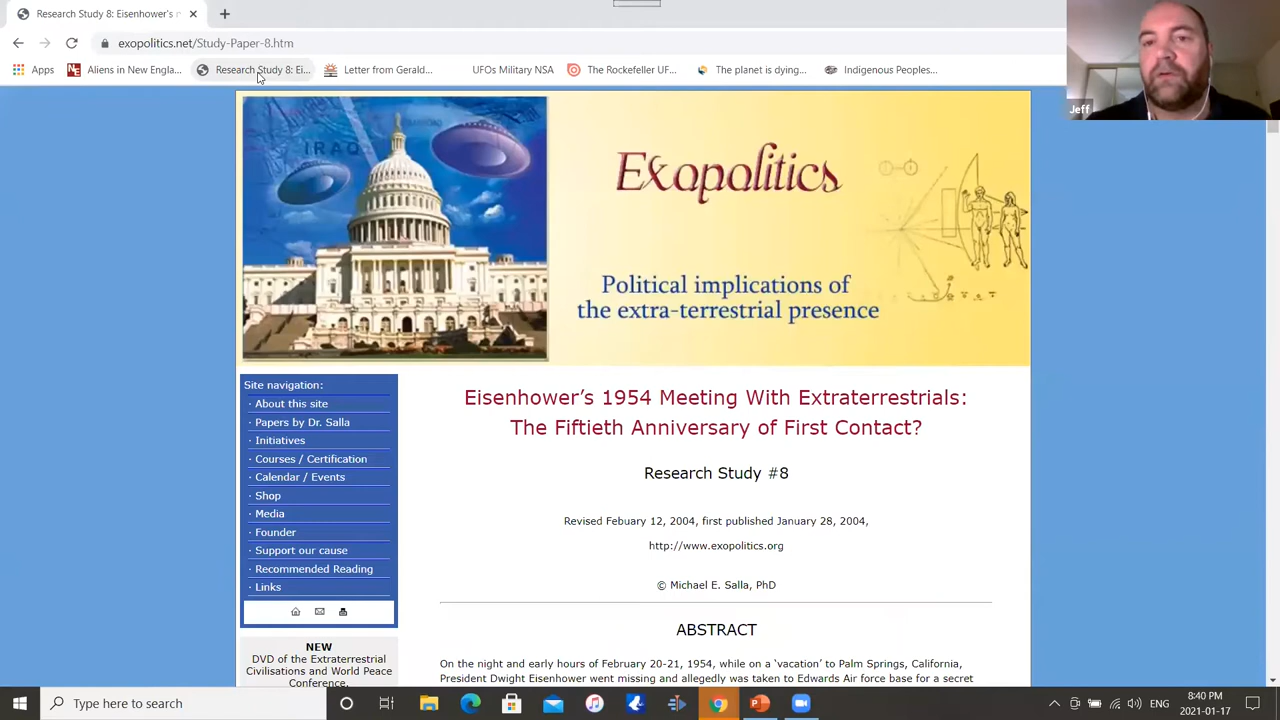 Research Study 8: Eisenhower's n
exopolitics.net/Study-Paper-8.htm
Apps
Aliens in New Engla...
Research Study 8: Ei...
Letter from Gerald...
UFOs Military NSA
The Rockefeller UF...
The planet is dying...
Indigenous Peoples...
Jeff
IRAQ
Exopolitics
Political implications of
the extra-terrestrial presence
Site navigation:
· About this site
· Papers by Dr. Salla
· Initiatives
· Courses / Certification
· Calendar / Events
· Shop
· Media
· Founder
· Support our cause
· Recommended Reading
· Links
NEW
DVD of the Extraterrestrial
Civilisations and World Peace
Conference.
Eisenhower's 1954 Meeting With Extraterrestrials:
The Fiftieth Anniversary of First Contact?
Research Study #8
Revised Febuary 12, 2004, first published January 28, 2004,
http://www.exopolitics.org
© Michael E. Salla, PhD
ABSTRACT
On the night and early hours of February 20-21, 1954, while on a 'vacation' to Palm Springs, California,
President Dwight Eisenhower went missing and allegedly was taken to Edwards Air force base for a secret
Type here to search
ENG
8:40 PM
2021-01-17